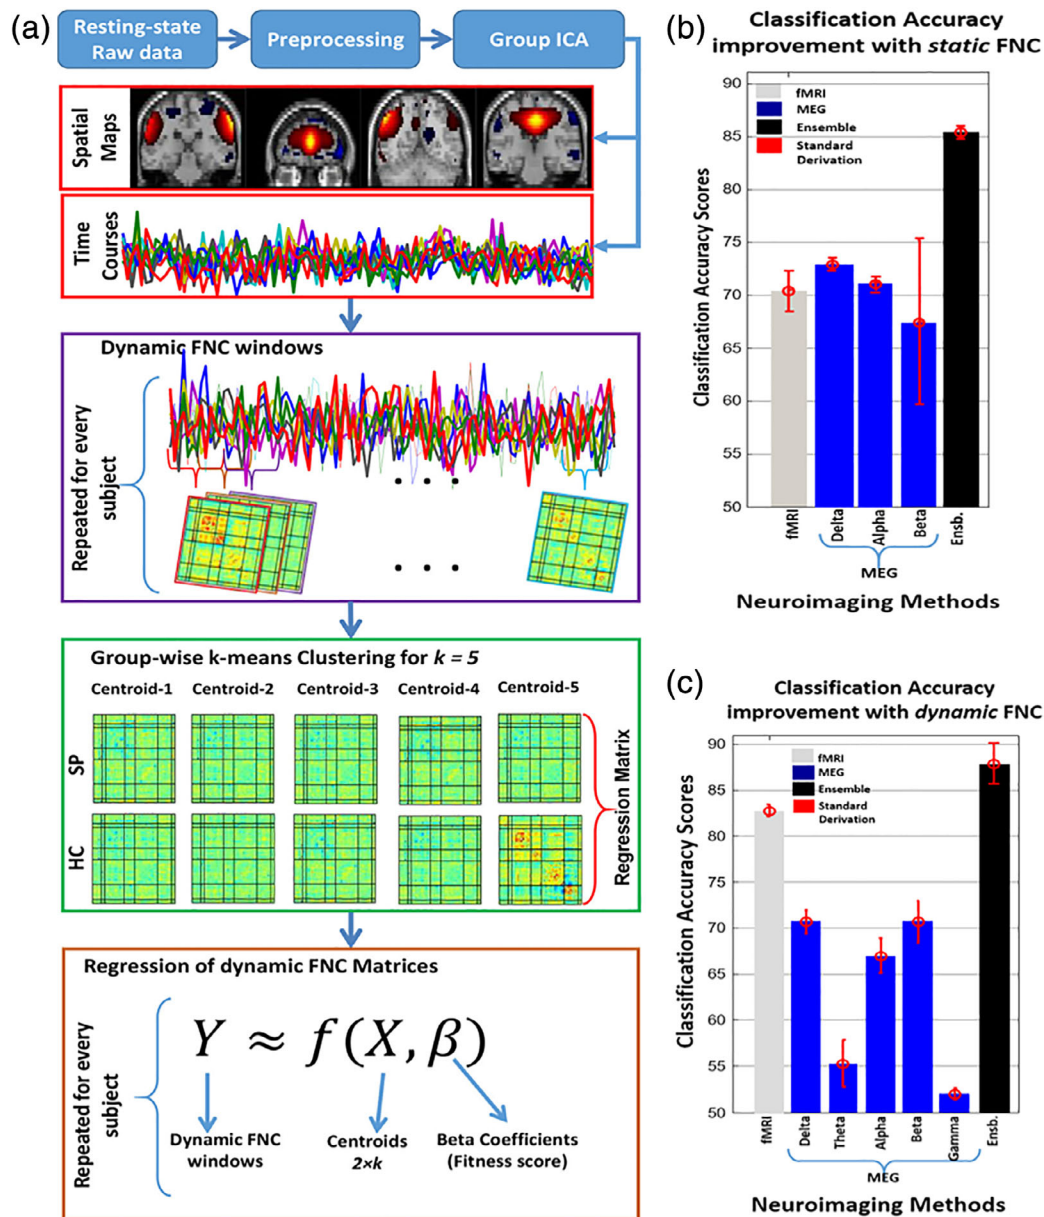 (a)
Resting-state
Raw data
Preprocessing
Group ICA
Spatial
Maps
Time
Courses
Dynamic FNC windows
Repeated for every
subject
Group-wise k-means Clustering for k = 5
Centroid-1
Centroid-2
Centroid-3
Centroid-4
Centroid-5
SP
HC
Regression Matrix
Regression of dynamic FNC Matrices
Repeated for every
subject
Y ≈ f(X, β)
Dynamic FNC
windows
Centroids
2×k
Beta Coefficients
(Fitness score)
(b)
Classification Accuracy
improvement with static FNC
Classification Accuracy Scores
90
85
80
75
70
65
60
55
50
fMRI
MEG
Ensemble
Standard
Derivation
fMRI
Delta
Alpha
Beta
Ensb.
MEG
Neuroimaging Methods
(c)
Classification Accuracy
improvement with dynamic FNC
Classification Accuracy Scores
90
85
80
75
70
65
60
55
50
fMRI
MEG
Ensemble
Standard
Derivation
fMRI
Delta
Theta
Alpha
Beta
Gamma
Ensb.
MEG
Neuroimaging Methods